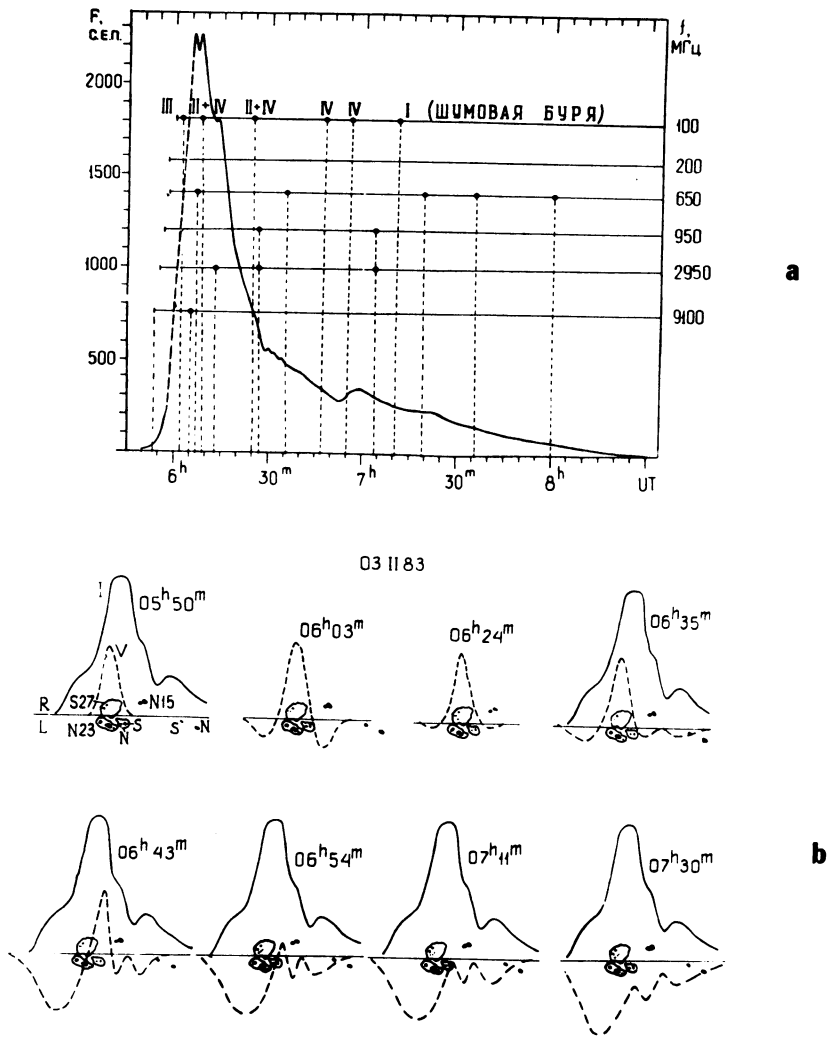 F, С.Е.П.
f, МГц
2000
1500
1000
500
III II + IV II+IV IV IV I (ШУМОВАЯ БУРЯ)
100
200
650
950
2950
9100
6h 30m 7h 30m 8h UT
a
03 II 83
I 05h50m
V
R S27 N15
L N23 N S S N
06h03m
06h24m
06h35m
06h43m
06h54m
07h11m
07h30m
b